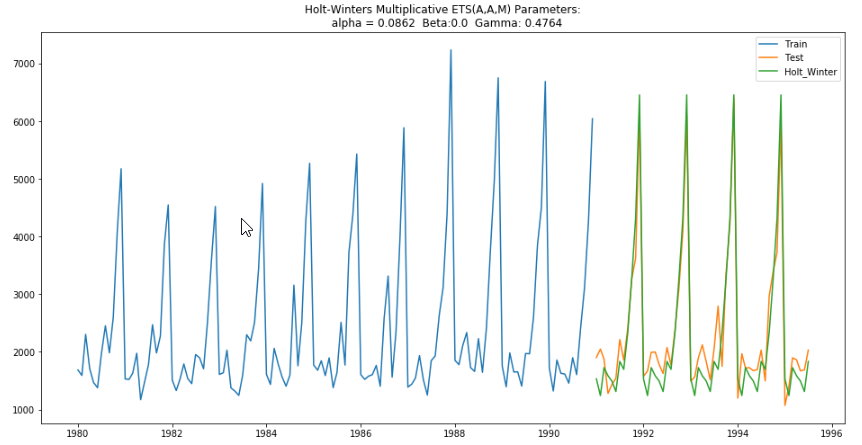 Holt-Winters Multiplicative ETS(A,A,M) Parameters:
alpha = 0.0862 Beta:0.0 Gamma: 0.4764
Train
Test
Holt_Winter
7000
6000
5000
4000
3000
2000
1000
1980 1982 1984 1986 1988 1990 1992 1994 1996